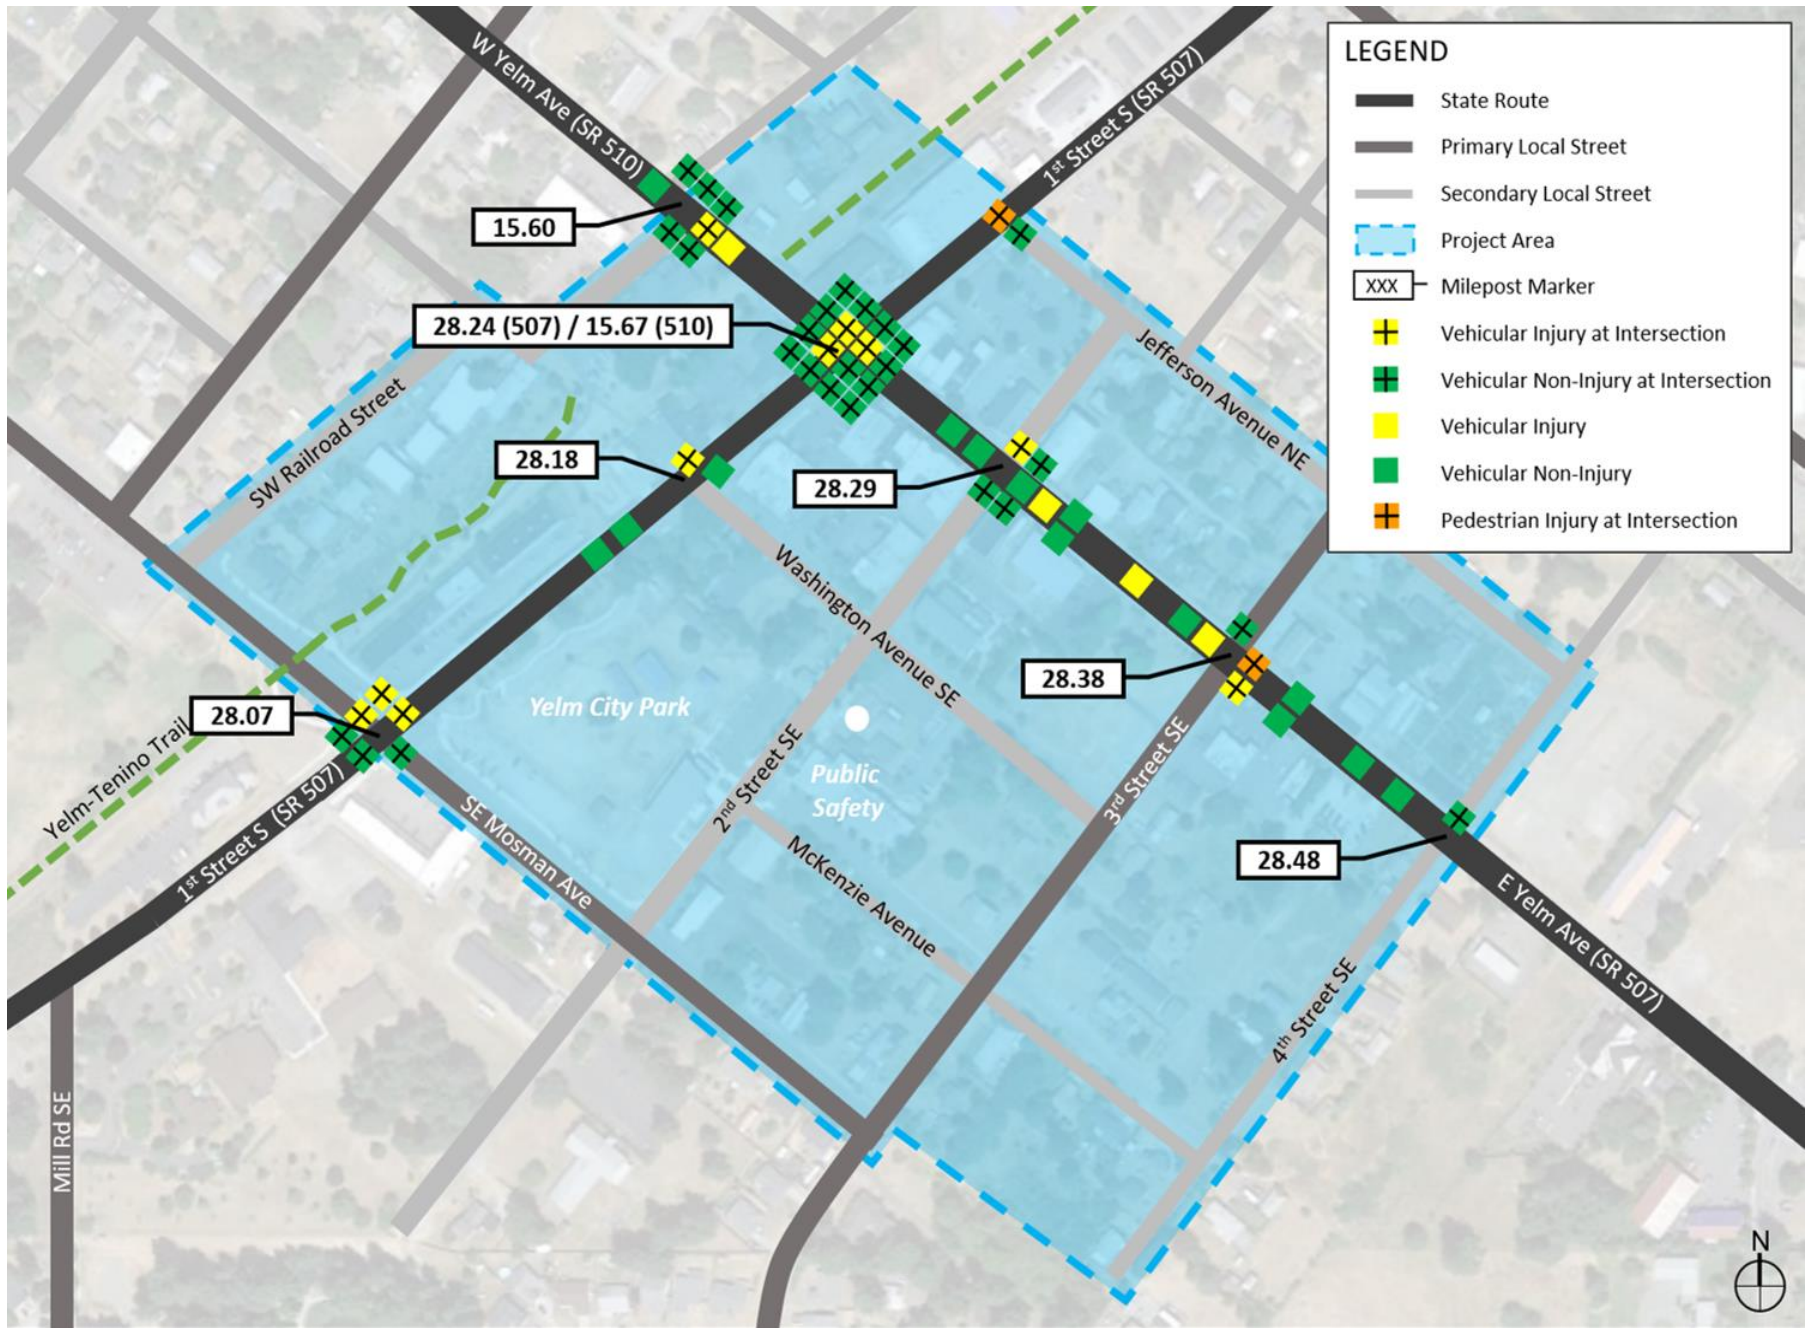 LEGEND
State Route
Primary Local Street
Secondary Local Street
Project Area
XXX Milepost Marker
Vehicular Injury at Intersection
Vehicular Non-Injury at Intersection
Vehicular Injury
Vehicular Non-Injury
Pedestrian Injury at Intersection
W Yelm Ave (SR 510)
1st Street S (SR 507)
15.60
28.24 (507) / 15.67 (510)
Jefferson Avenue NE
SW Railroad Street
28.18
28.29
Washington Avenue SE
28.38
Yelm City Park
28.07
Yelm-Tenino Trail
Public
Safety
2nd Street SE
3rd Street SE
1st Street S (SR 507)
SE Mosman Ave
McKenzie Avenue
28.48
E Yelm Ave (SR 507)
4th Street SE
Mill Rd SE
N